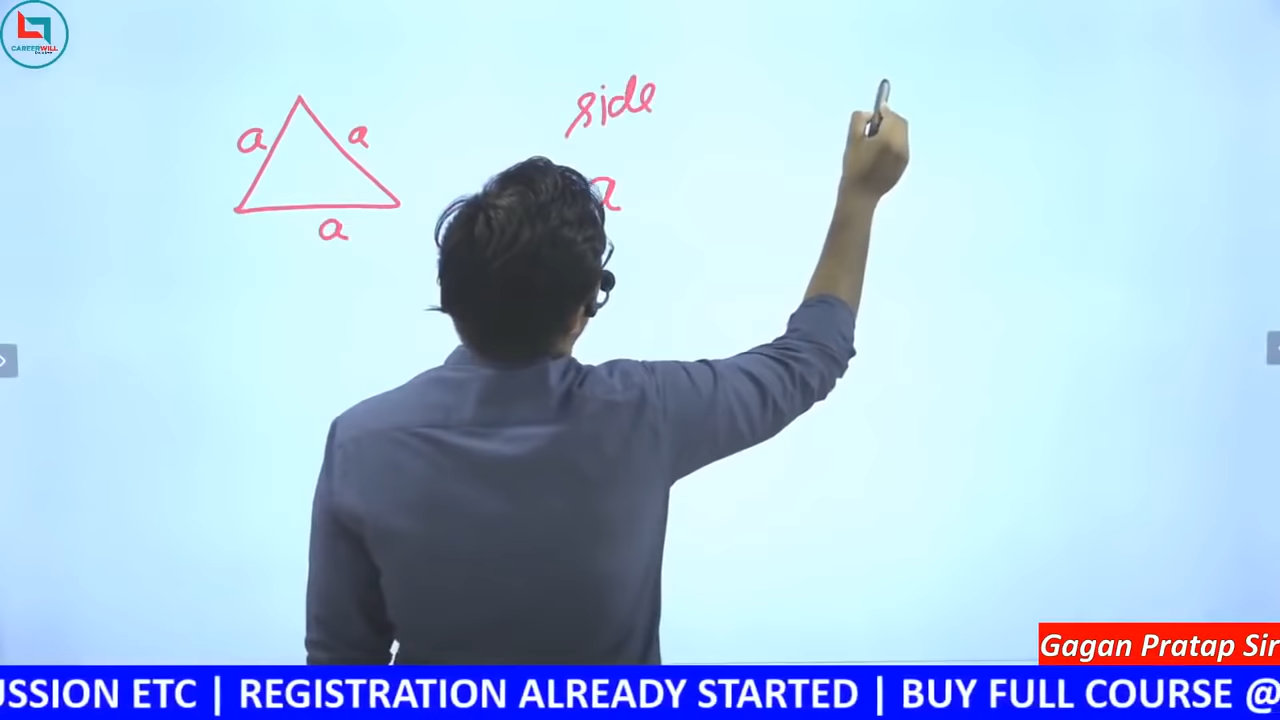 CAREERWILL
side
a
a
a
a
Gagan Pratap Sir
USSION ETC | REGISTRATION ALREADY STARTED | BUY FULL COURSE @